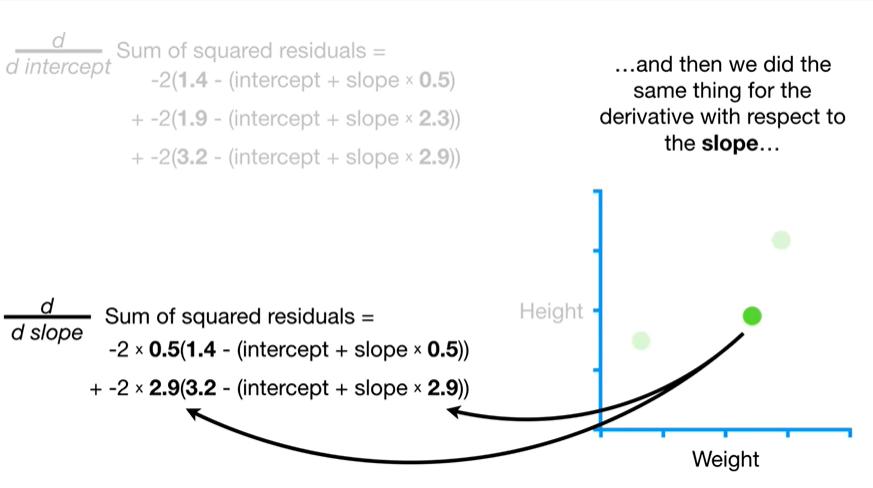 d
d intercept
Sum of squared residuals =
-2(1.4 - (intercept + slope × 0.5)
+ -2(1.9 - (intercept + slope × 2.3))
+ -2(3.2 - (intercept + slope × 2.9))
…and then we did the
same thing for the
derivative with respect to
the slope…
d
d slope
Sum of squared residuals =
-2 × 0.5(1.4 - (intercept + slope × 0.5))
+ -2 × 2.9(3.2 - (intercept + slope × 2.9))
Height
Weight